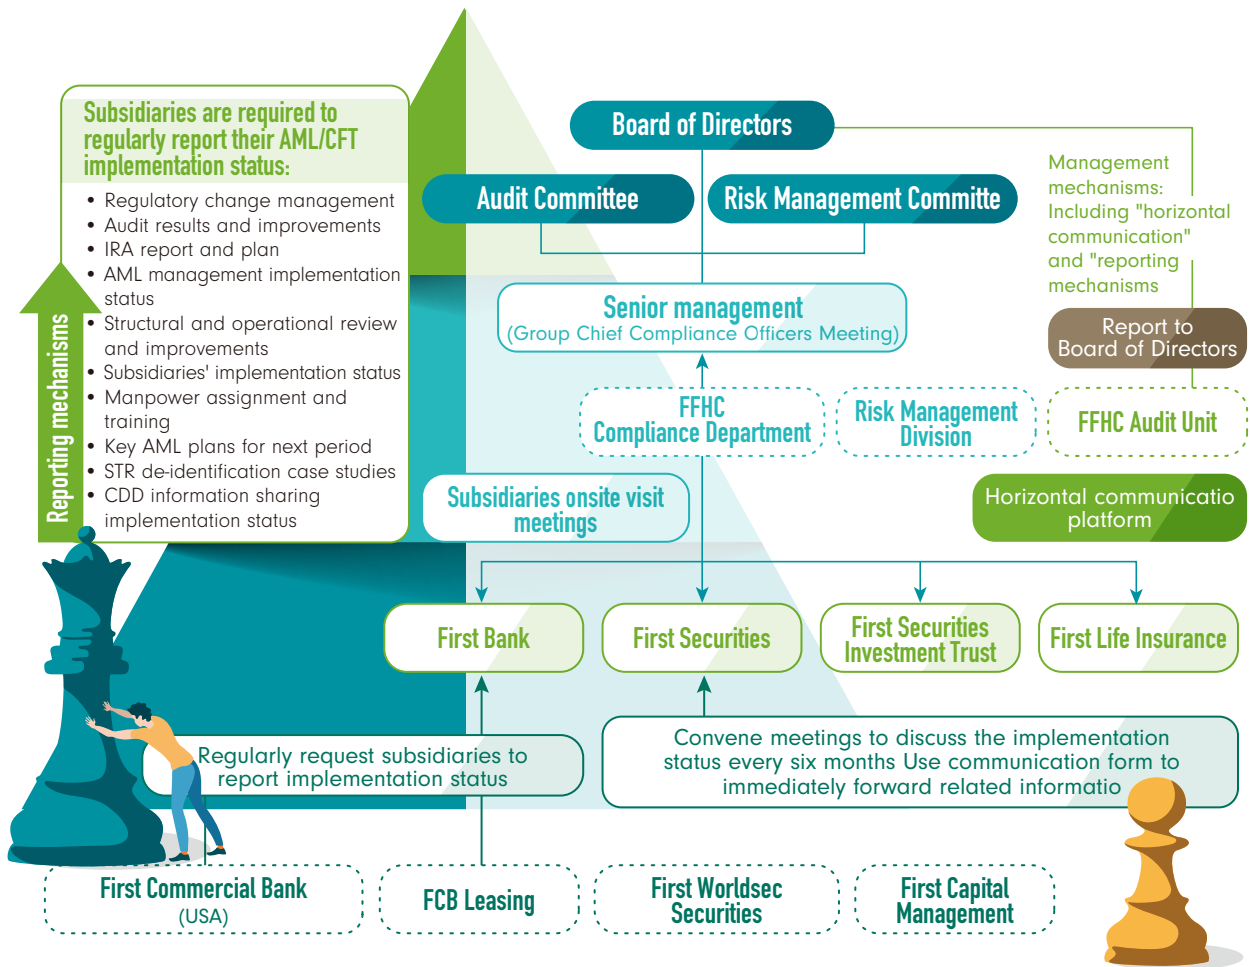 Subsidiaries are required to
regularly report their AML/CFT
implementation status:
• Regulatory change management
• Audit results and improvements
• IRA report and plan
• AML management implementation
status
• Structural and operational review
and improvements
• Subsidiaries' implementation status
• Manpower assignment and
training
• Key AML plans for next period
• STR de-identification case studies
• CDD information sharing
implementation status
Reporting mechanisms
Board of Directors
Audit Committee
Risk Management Committe
Management
mechanisms:
Including "horizontal
communication"
and "reporting
mechanisms
Senior management
(Group Chief Compliance Officers Meeting)
Report to
Board of Directors
FFHC
Compliance Department
Risk Management
Division
FFHC Audit Unit
Subsidiaries onsite visit
meetings
Horizontal communicatio
platform
First Bank
First Securities
First Securities
Investment Trust
First Life Insurance
Regularly request subsidiaries to
report implementation status
Convene meetings to discuss the implementation
status every six months Use communication form to
immediately forward related informatio
First Commercial Bank
(USA)
FCB Leasing
First Worldsec
Securities
First Capital
Management